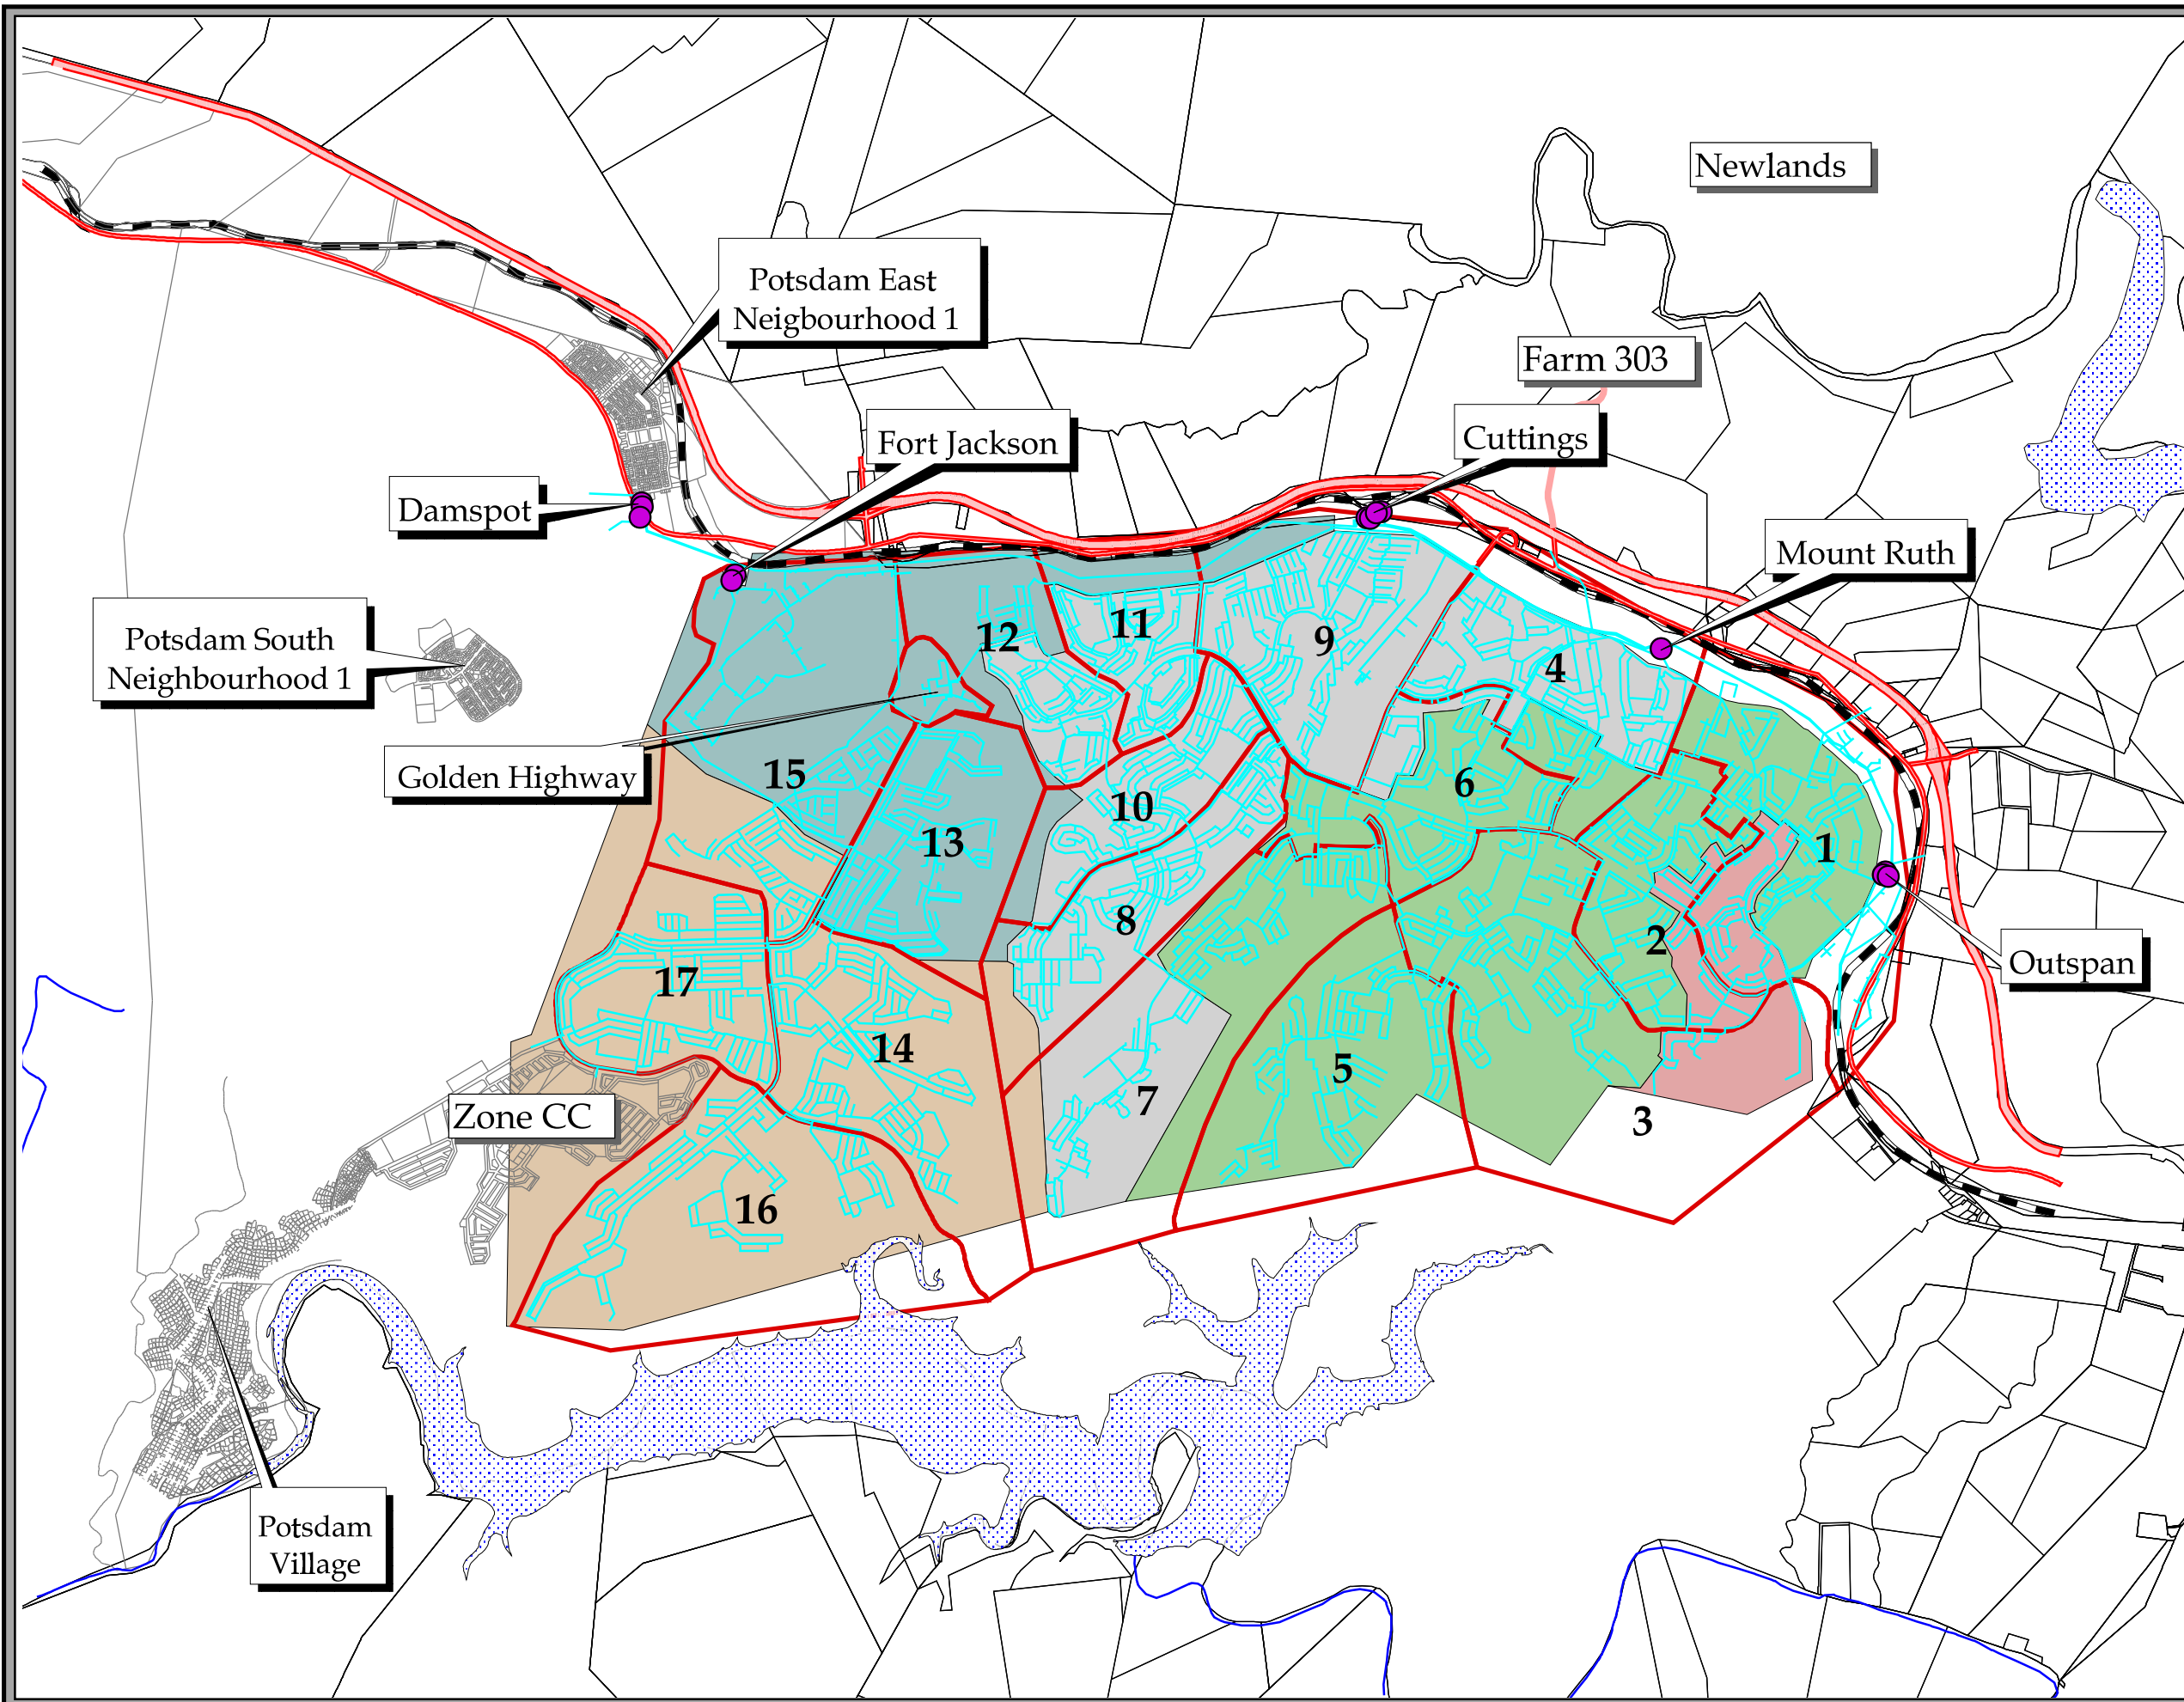 Newlands
Potsdam East
Neigbourhood 1
Farm 303
Fort Jackson
Cuttings
Damspot
Mount Ruth
Potsdam South
Neighbourhood 1
12
11
9
4
Golden Highway
15
10
6
13
1
8
2
Outspan
17
14
5
7
Zone CC
3
16
Potsdam
Village